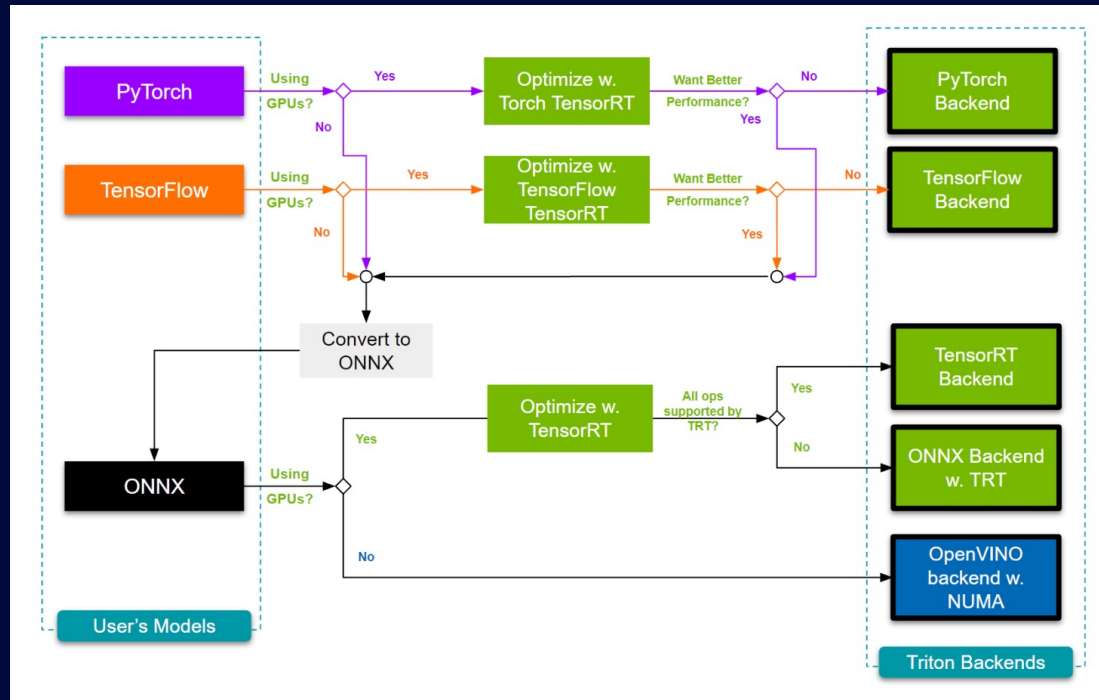 PyTorch
Using
GPUs?
Yes
No
Optimize w.
Torch TensorRT
Want Better
Performance?
No
Yes
PyTorch
Backend
TensorFlow
Using
GPUs?
Yes
No
Optimize w.
TensorFlow
TensorRT
Want Better
Performance?
No
Yes
TensorFlow
Backend
Convert to
ONNX
ONNX
Using
GPUs?
Yes
No
Optimize w.
TensorRT
All ops
supported by
TRT?
Yes
No
TensorRT
Backend
ONNX Backend
w. TRT
OpenVINO
backend w.
NUMA
User's Models
Triton Backends